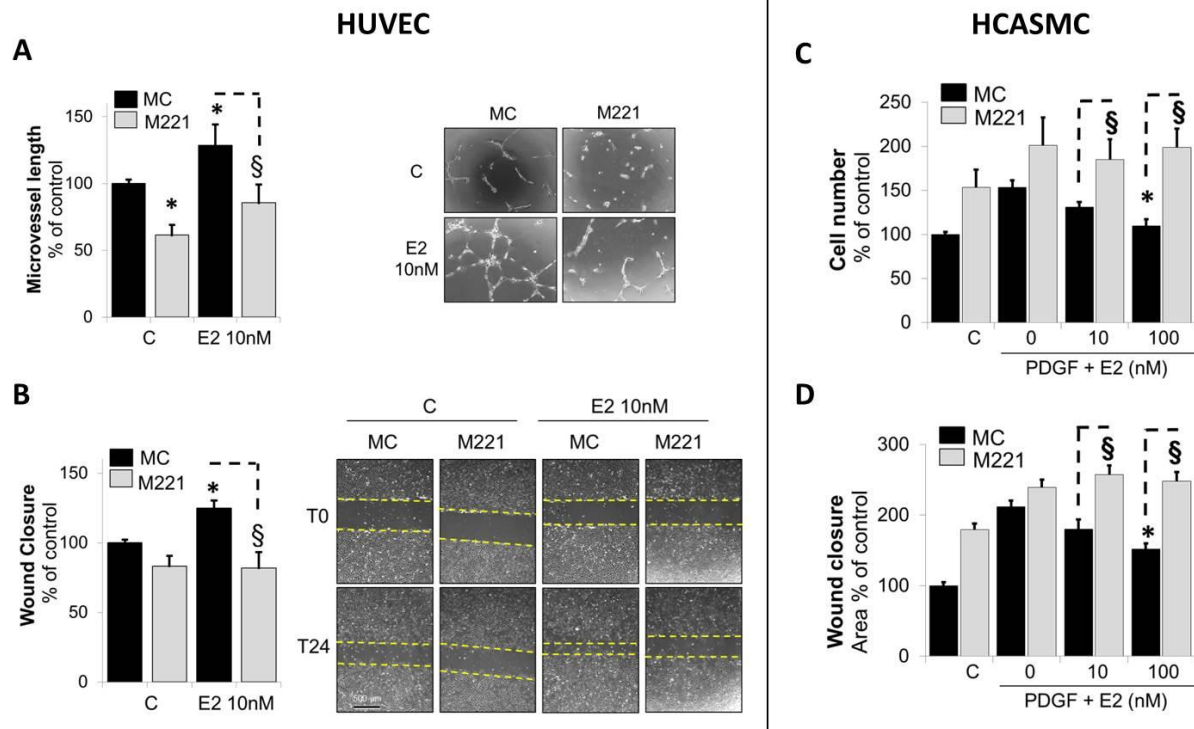 HUVEC
HCASMC
A
MC
M221
Microvessel length
% of control
150
100
50
0
*
*
§
C
E2 10nM
MC
M221
C
E2
10nM
B
MC
M221
Wound Closure
% of control
150
100
50
0
*
§
C
E2 10nM
C
E2 10nM
MC
M221
MC
M221
T0
T24
500 µm
C
MC
M221
Cell number
% of control
250
200
150
100
50
0
§
*
§
C
0
10
100
PDGF + E2 (nM)
D
MC
M221
Wound closure
Area % of control
300
200
100
0
§
*
§
C
0
10
100
PDGF + E2 (nM)